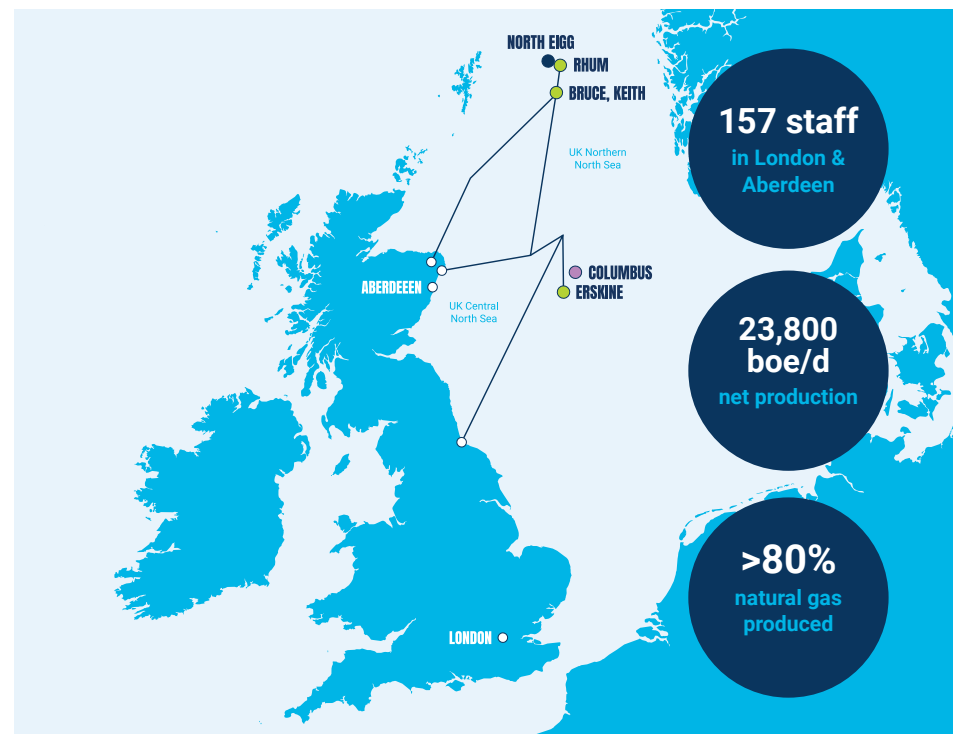 NORTH EIGG
RHUM
BRUCE, KEITH
UK Northern
North Sea
COLUMBUS
ERSKINE
ABERDEEEN
UK Central
North Sea
LONDON
157 staff
in London &
Aberdeen
23,800
boe/d
net production
>80%
natural gas
produced